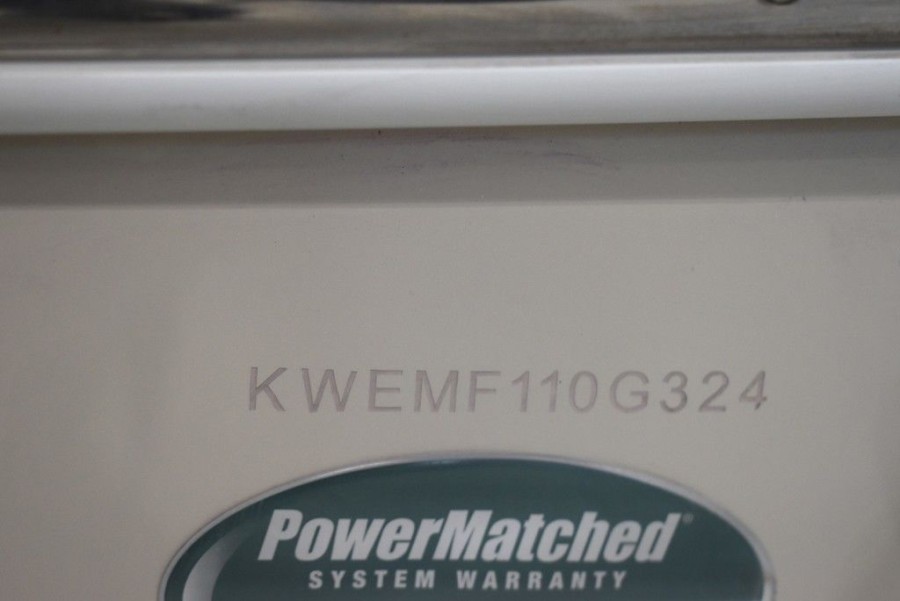 KWEMF110G324
PowerMatched®
SYSTEM WARRANTY